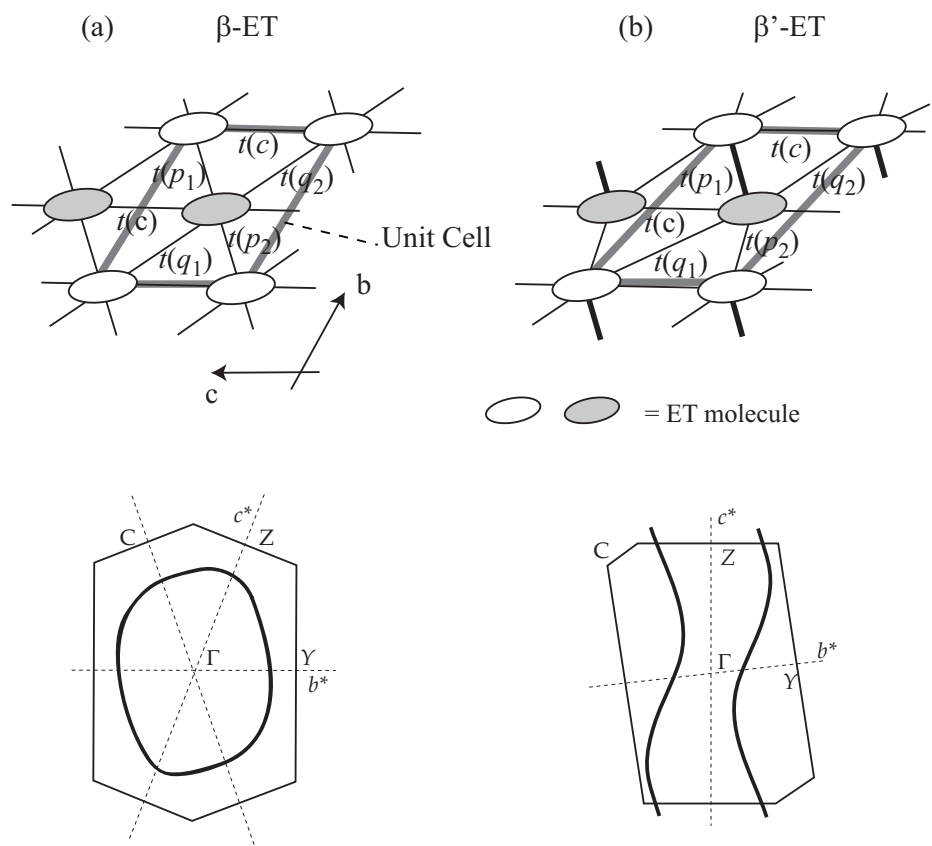 (a) β-ET
(b) β’-ET
t(c)
t(p₁)
t(q₂)
t(c)
t(p₂)
t(q₁)
Unit Cell
b
c
t(c)
t(p₁)
t(q₂)
t(c)
t(p₂)
t(q₁)
= ET molecule
c*
C
Z
Γ
Y
b*
c*
C
Z
Γ
b*
Y